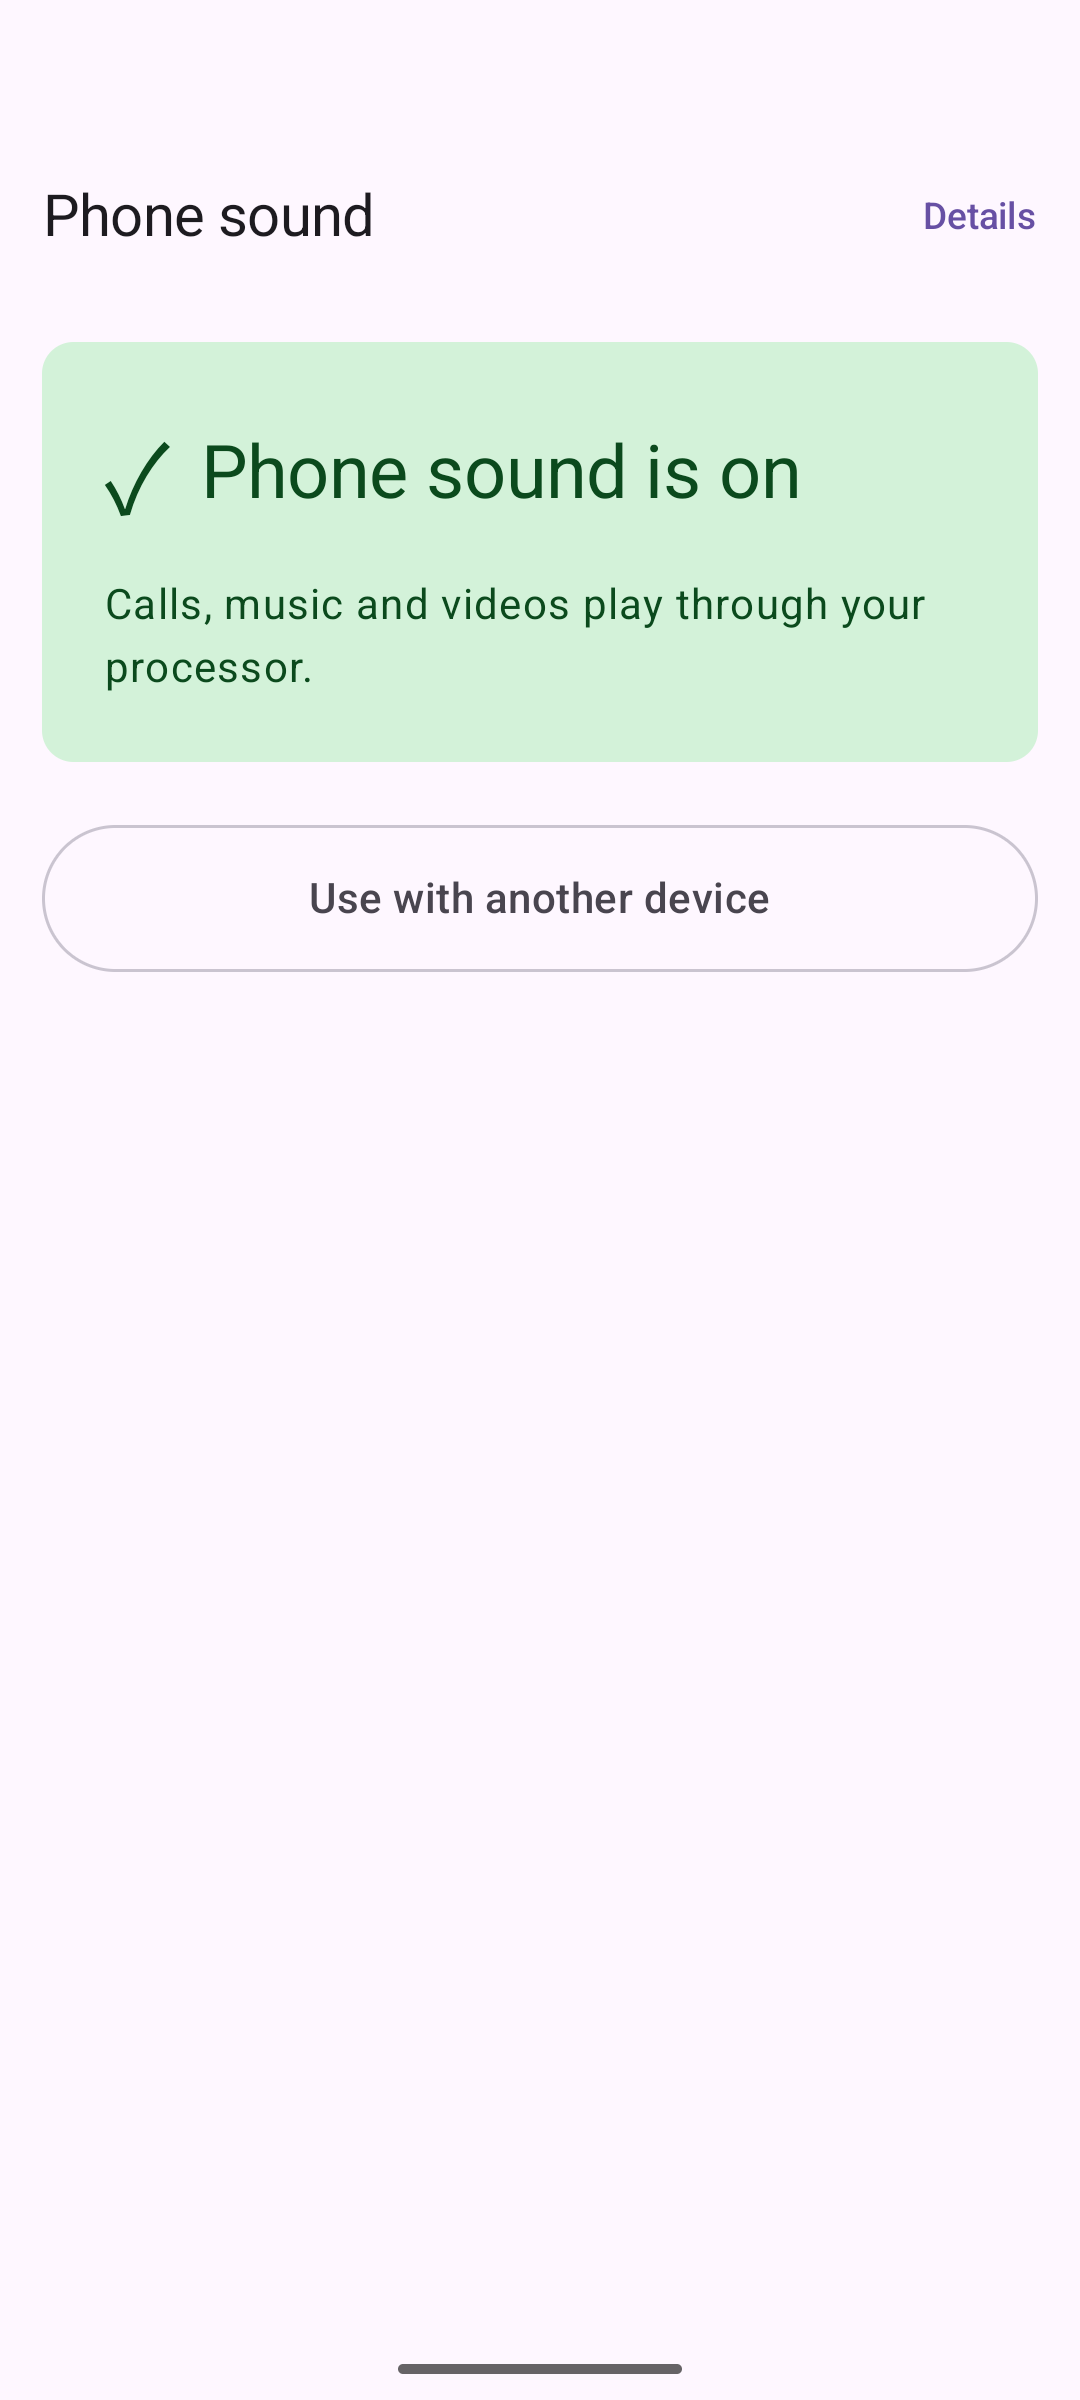 Phone sound
Details
✓ Phone sound is on
Calls, music and videos play through your
processor.
Use with another device